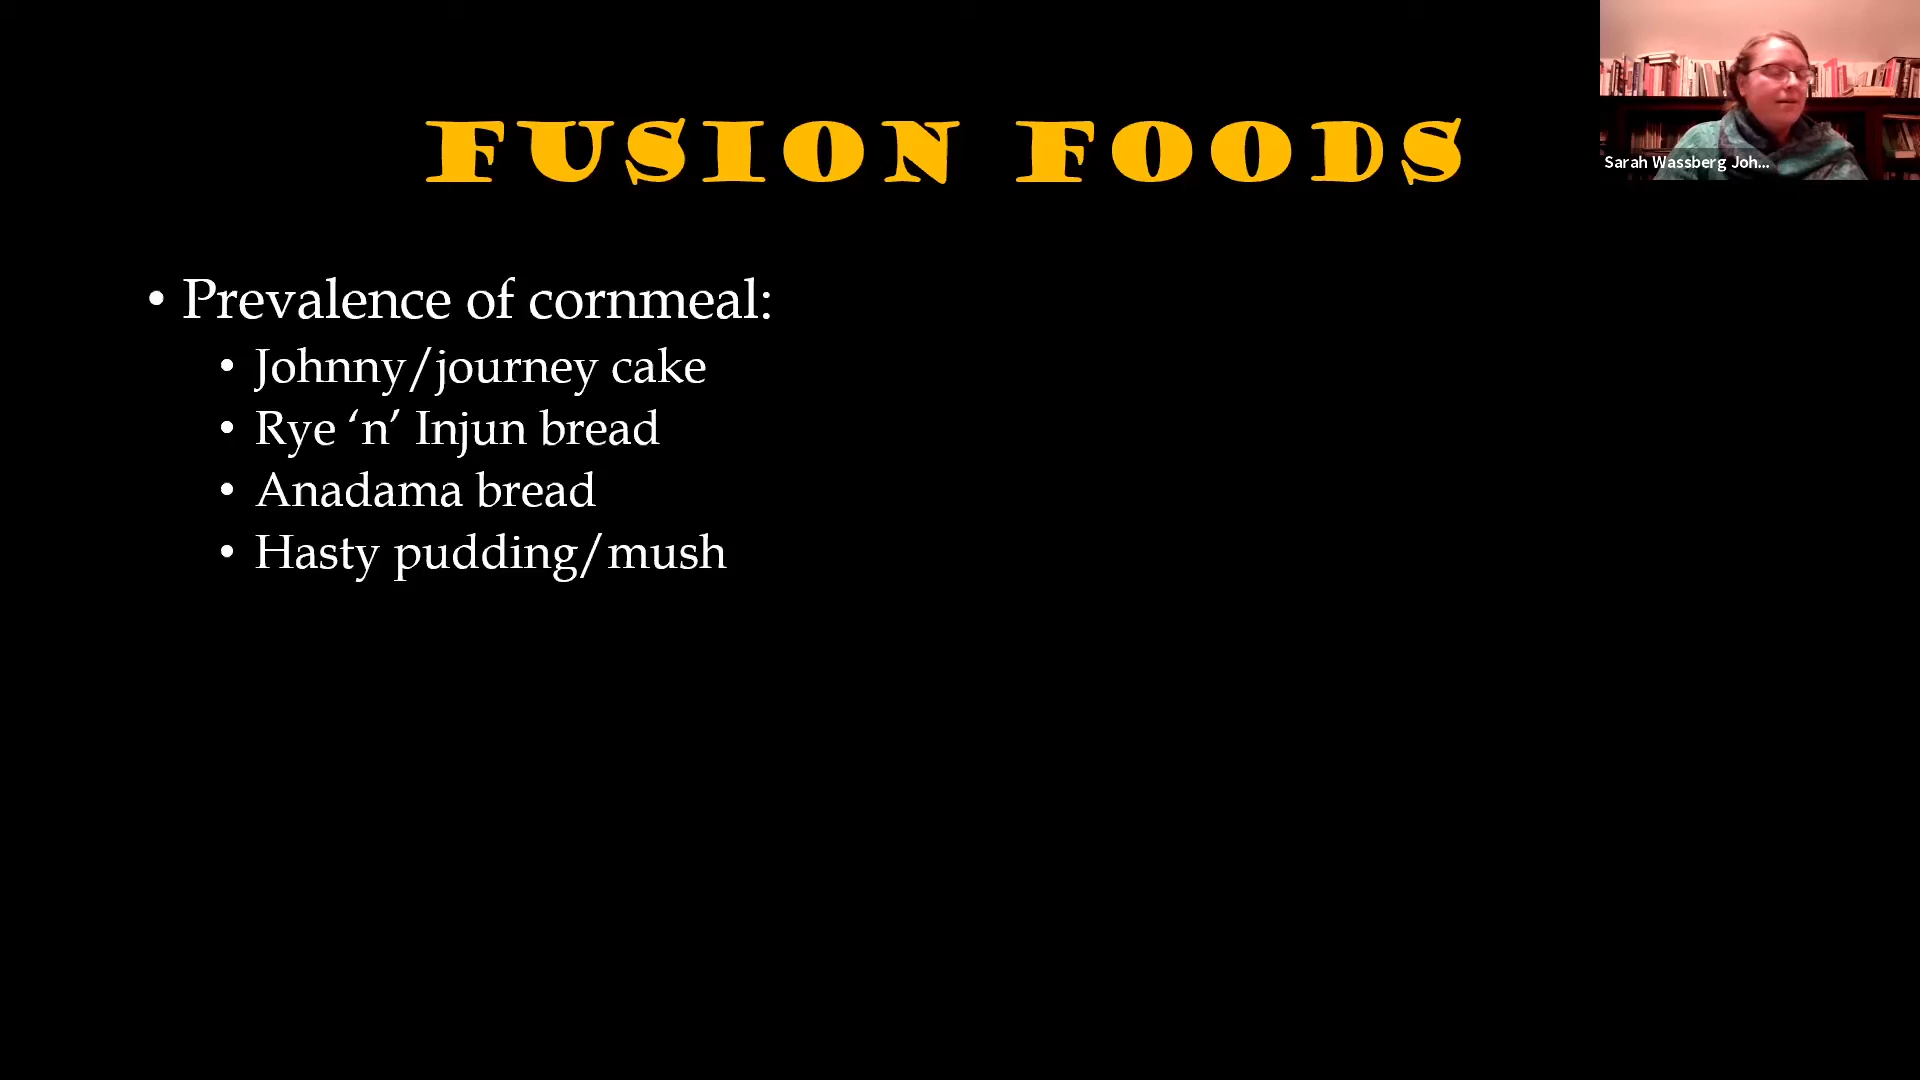 FUSION FOODS
Sarah Wassberg Joh...
• Prevalence of cornmeal:
• Johnny/journey cake
• Rye ‘n’ Injun bread
• Anadama bread
• Hasty pudding/mush